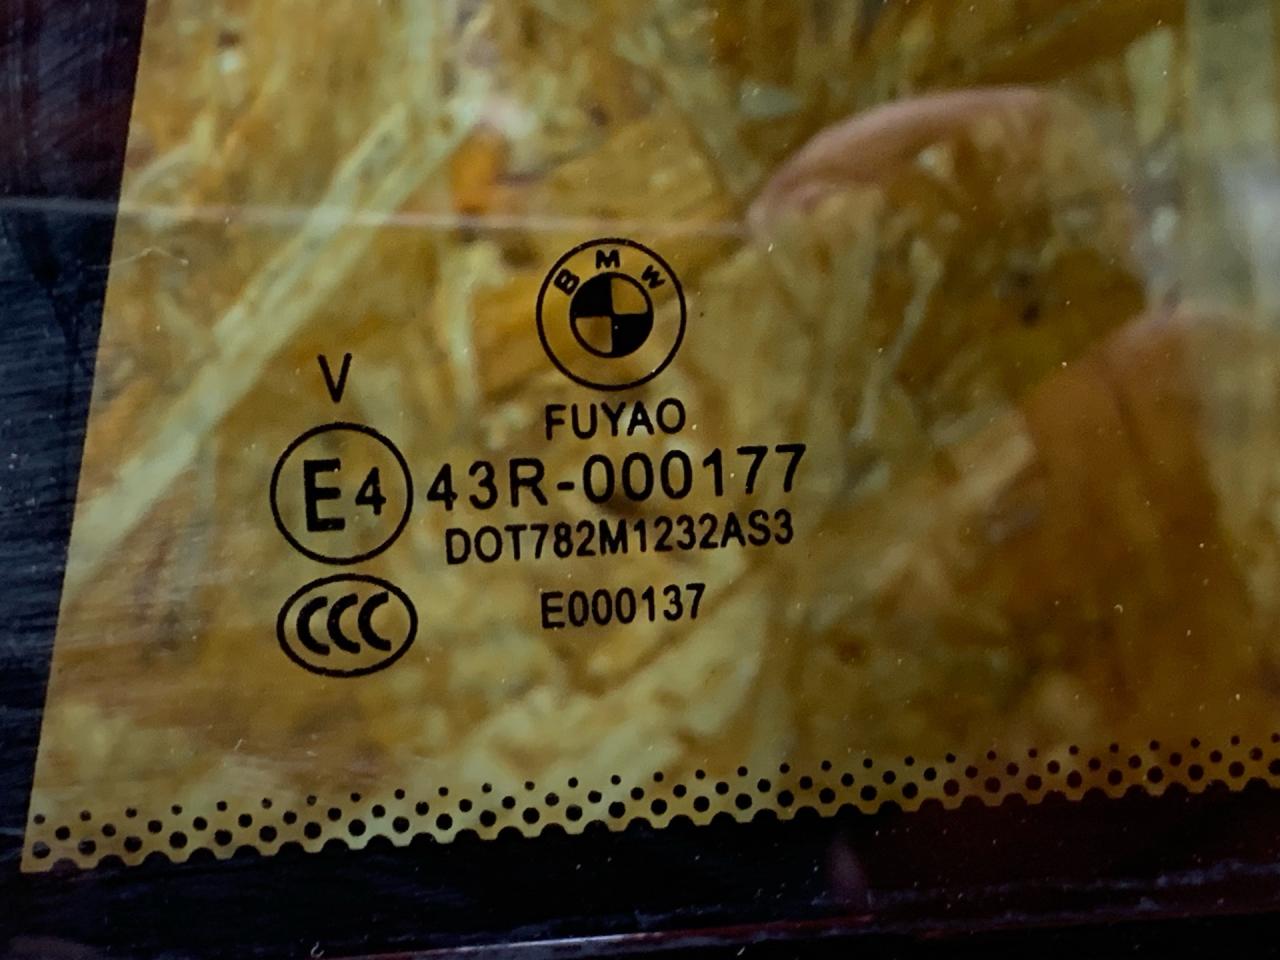 BMW
FUYAO
V
E4 43R-000177
DOT782M1232AS3
CCC E000137